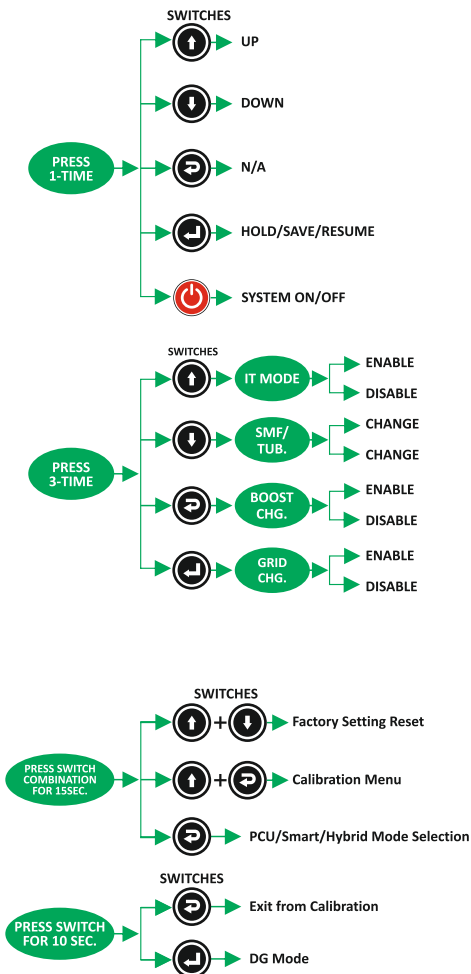 SWITCHES
UP
DOWN
PRESS
1-TIME
N/A
HOLD/SAVE/RESUME
SYSTEM ON/OFF
SWITCHES
IT MODE
ENABLE
DISABLE
SMF/
TUB.
CHANGE
CHANGE
PRESS
3-TIME
BOOST
CHG.
ENABLE
DISABLE
GRID
CHG.
ENABLE
DISABLE
SWITCHES
+
Factory Setting Reset
PRESS SWITCH
COMBINATION
FOR 15SEC.
+
Calibration Menu
PCU/Smart/Hybrid Mode Selection
SWITCHES
Exit from Calibration
PRESS SWITCH
FOR 10 SEC.
DG Mode